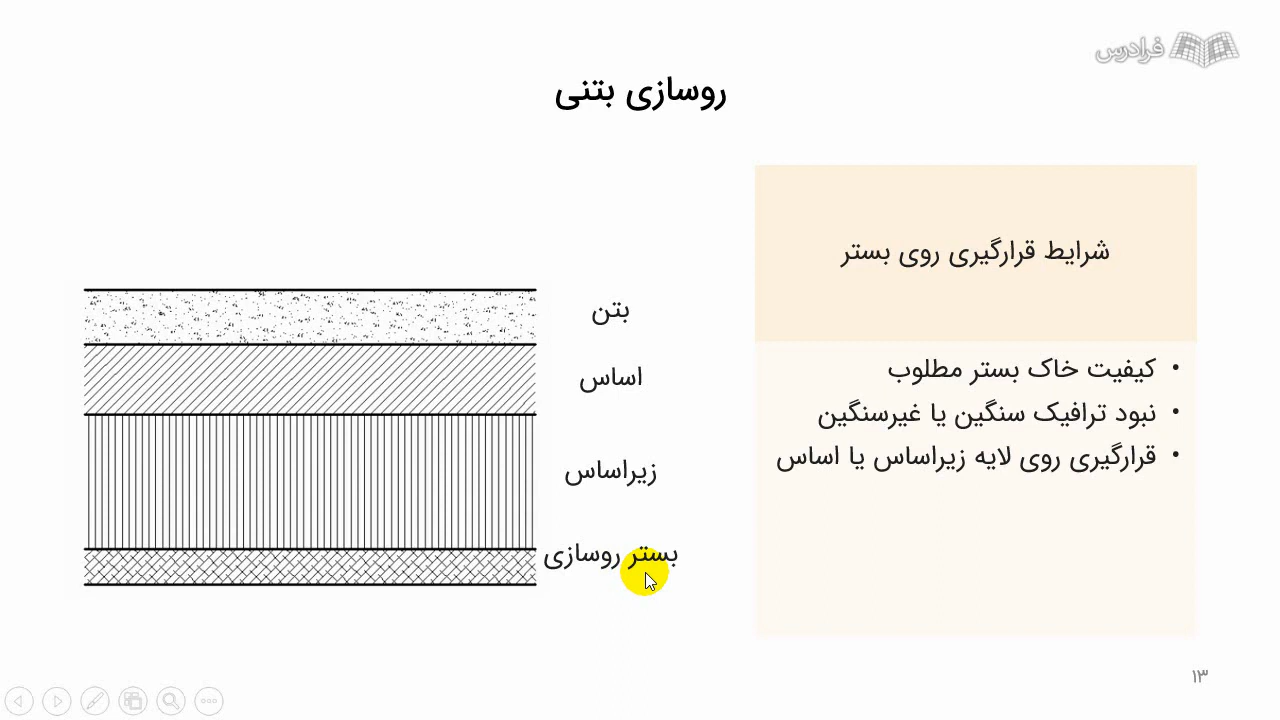 فرادرس
روسازی بتنی
شرایط قرارگیری روی بستر
• کیفیت خاک بستر مطلوب
• نبود ترافیک سنگین یا غیرسنگین
• قرارگیری روی لایه زیراساس یا اساس
بتن
اساس
زیراساس
بستر روسازی
۱۳